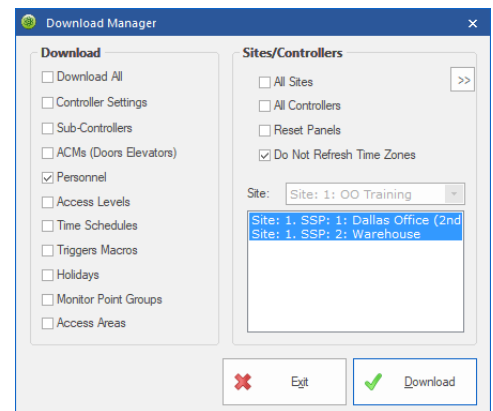 Download Manager
Download
Download All
Controller Settings
Sub-Controllers
ACMs (Doors Elevators)
Personnel
Access Levels
Time Schedules
Triggers Macros
Holidays
Monitor Point Groups
Access Areas
Sites/Controllers
>>
All Sites
All Controllers
Reset Panels
Do Not Refresh Time Zones
Site: Site: 1: OO Training
Site: 1. SSP: 1: Dallas Office (2nd
Site: 1. SSP: 2: Warehouse
Exit
Download